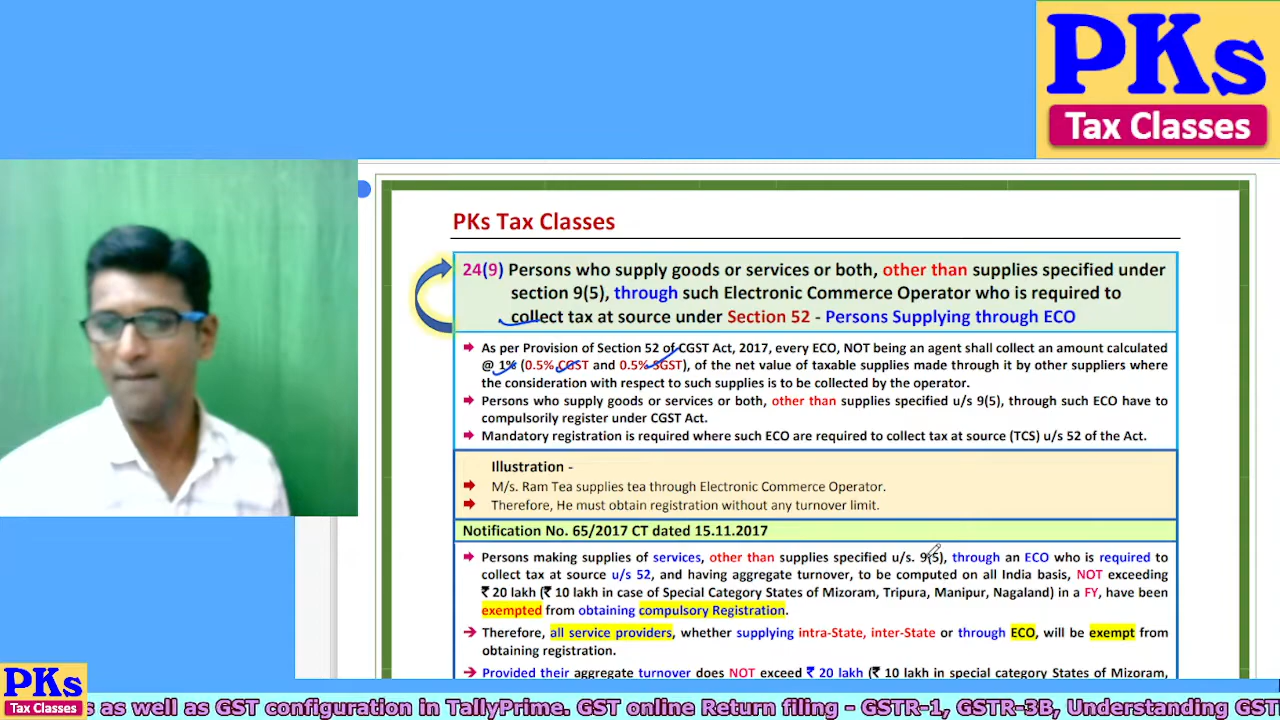 PKs
Tax Classes
PKs Tax Classes
24(9) Persons who supply goods or services or both, other than supplies specified under
section 9(5), through such Electronic Commerce Operator who is required to
collect tax at source under Section 52 - Persons Supplying through ECO
As per Provision of Section 52 of CGST Act, 2017, every ECO, NOT being an agent shall collect an amount calculated
@ 1% (0.5% CGST and 0.5% SGST), of the net value of taxable supplies made through it by other suppliers where
the consideration with respect to such supplies is to be collected by the operator.
Persons who supply goods or services or both, other than supplies specified u/s 9(5), through such ECO have to
compulsorily register under CGST Act.
Mandatory registration is required where such ECO are required to collect tax at source (TCS) u/s 52 of the Act.
Illustration -
M/s. Ram Tea supplies tea through Electronic Commerce Operator.
Therefore, He must obtain registration without any turnover limit.
Notification No. 65/2017 CT dated 15.11.2017
Persons making supplies of services, other than supplies specified u/s. 9(5), through an ECO who is required to
collect tax at source u/s 52, and having aggregate turnover, to be computed on all India basis, NOT exceeding
₹ 20 lakh (₹ 10 lakh in case of Special Category States of Mizoram, Tripura, Manipur, Nagaland) in a FY, have been
exempted from obtaining compulsory Registration.
Therefore, all service providers, whether supplying intra-State, inter-State or through ECO, will be exempt from
obtaining registration.
Provided their aggregate turnover does NOT exceed ₹ 20 lakh (₹ 10 lakh in special category States of Mizoram,
PKs
Tax Classes
s as well as GST configuration in TallyPrime. GST online Return filing - GSTR-1, GSTR-3B, Understanding GST